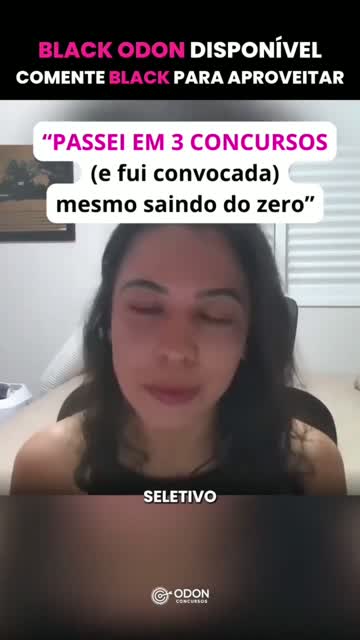 BLACK ODON DISPONÍVEL
COMENTE BLACK PARA APROVEITAR
“PASSEI EM 3 CONCURSOS
(e fui convocada)
mesmo saindo do zero”
SELETIVO
ODON
CONCURSOS